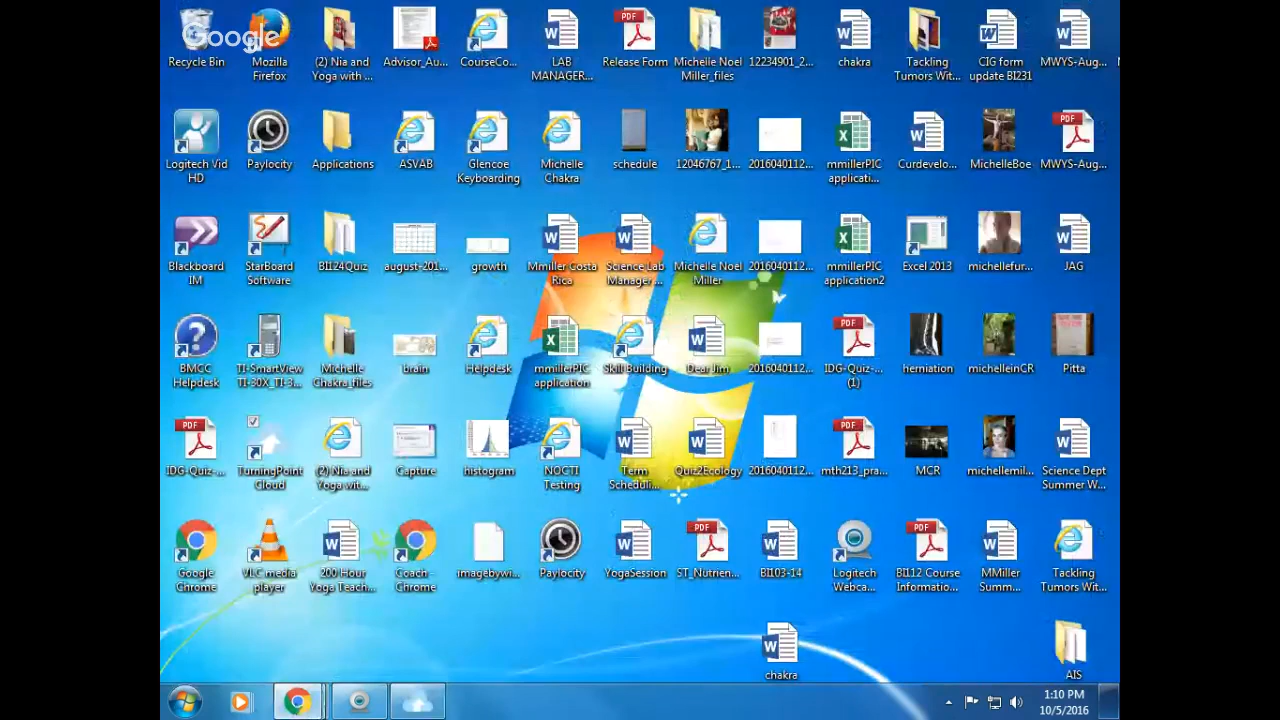 Google
Recycle Bin
Mozilla
Firefox
(2) Nia and
Yoga with ...
Advisor_Au...
CourseCo...
LAB
MANAGER...
Release Form
Michelle Noel
Miller_files
12234901_2...
chakra
Tackling
Tumors Wit...
CIG form
update BI231
MWYS-Aug...
Logitech Vid
HD
Paylocity
Applications
ASVAB
Glencoe
Keyboarding
Michelle
Chakra
schedule
12046767_1...
2016040112...
mmillerPIC
applicati...
Curdevelo...
MichelleBoe
PDF
MWYS-Aug...
Blackboard
IM
StarBoard
Software
BI124Quiz
august-201...
growth
Mmiller Costa
Rica
Science Lab
Manager ...
Michelle Noel
Miller
2016040112...
mmillerPIC
application2
Excel 2013
michellefur...
JAG
BMCC
Helpdesk
TI-SmartView
TI-30X_TI-3...
Michelle
Chakra_files
brain
Helpdesk
mmillerPIC
application
Skill Building
Dear Jim
2016040112...
PDF
IDG-Quiz-...
(1)
herniation
michelleinCR
Pitta
PDF
IDG-Quiz-...
TurningPoint
Cloud
(2) Nia and
Yoga wit...
Capture
histogram
NOCTI
Testing
Term
Scheduli...
Quiz2Ecology
2016040112...
PDF
mth213_pra...
MCR
michellemil...
Science Dept
Summer W...
Google
Chrome
VLC media
player
200 Hour
Yoga Teach...
Coach -
Chrome
imagebywi...
Paylocity
YogaSession
PDF
ST_Nutrien...
BI103-14
Logitech
Webca...
PDF
BI112 Course
Informatio...
MMiller
Summ...
Tackling
Tumors Wit...
chakra
AIS
1:10 PM
10/5/2016